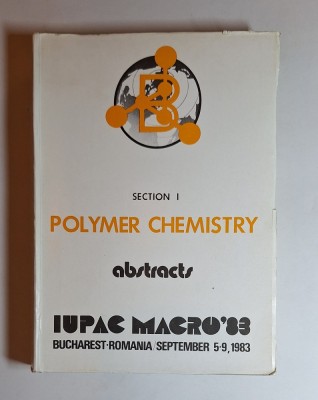 B
SECTION I
POLYMER CHEMISTRY
abstracts
IUPAC MACRO'83
BUCHAREST·ROMANIA/SEPTEMBER 5-9, 1983